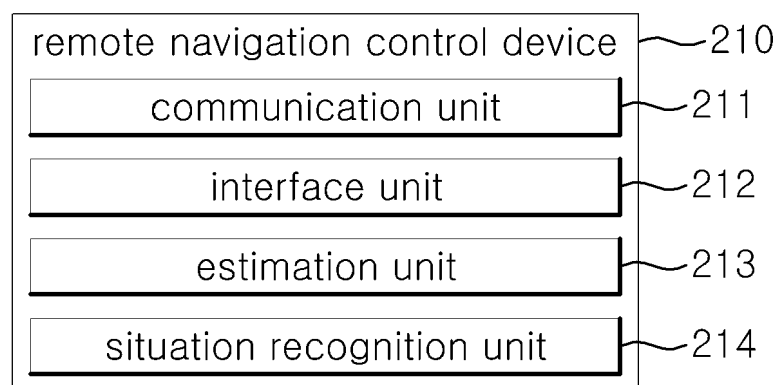 remote navigation control device 210
communication unit 211
interface unit 212
estimation unit 213
situation recognition unit 214